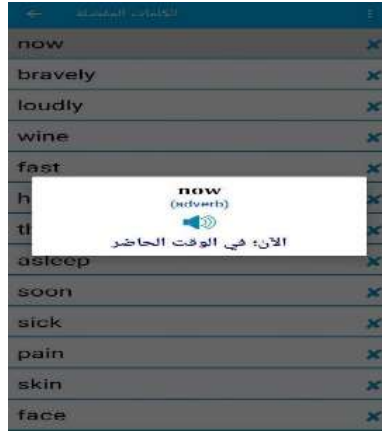 الكلمات المفضلة
now
bravely
loudly
wine
fast
h
now
(adverb)
الآن؛ في الوقت الحاضر
th
asleep
soon
sick
pain
skin
face